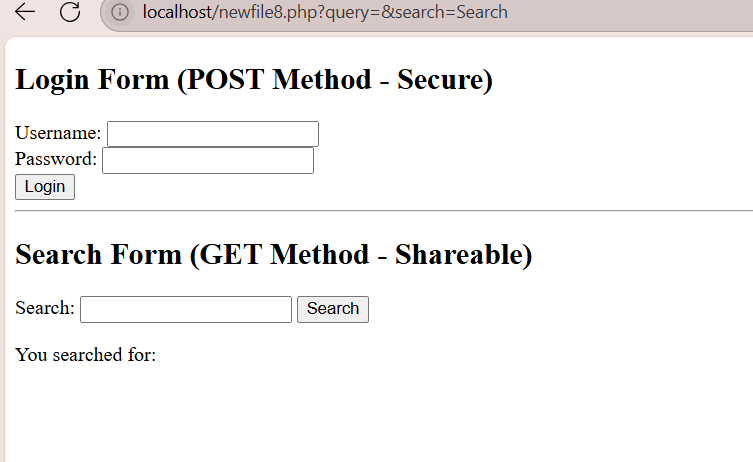 localhost/newfile8.php?query=&search=Search
Login Form (POST Method - Secure)
Username:
Password:
Login
Search Form (GET Method - Shareable)
Search: Search
You searched for: